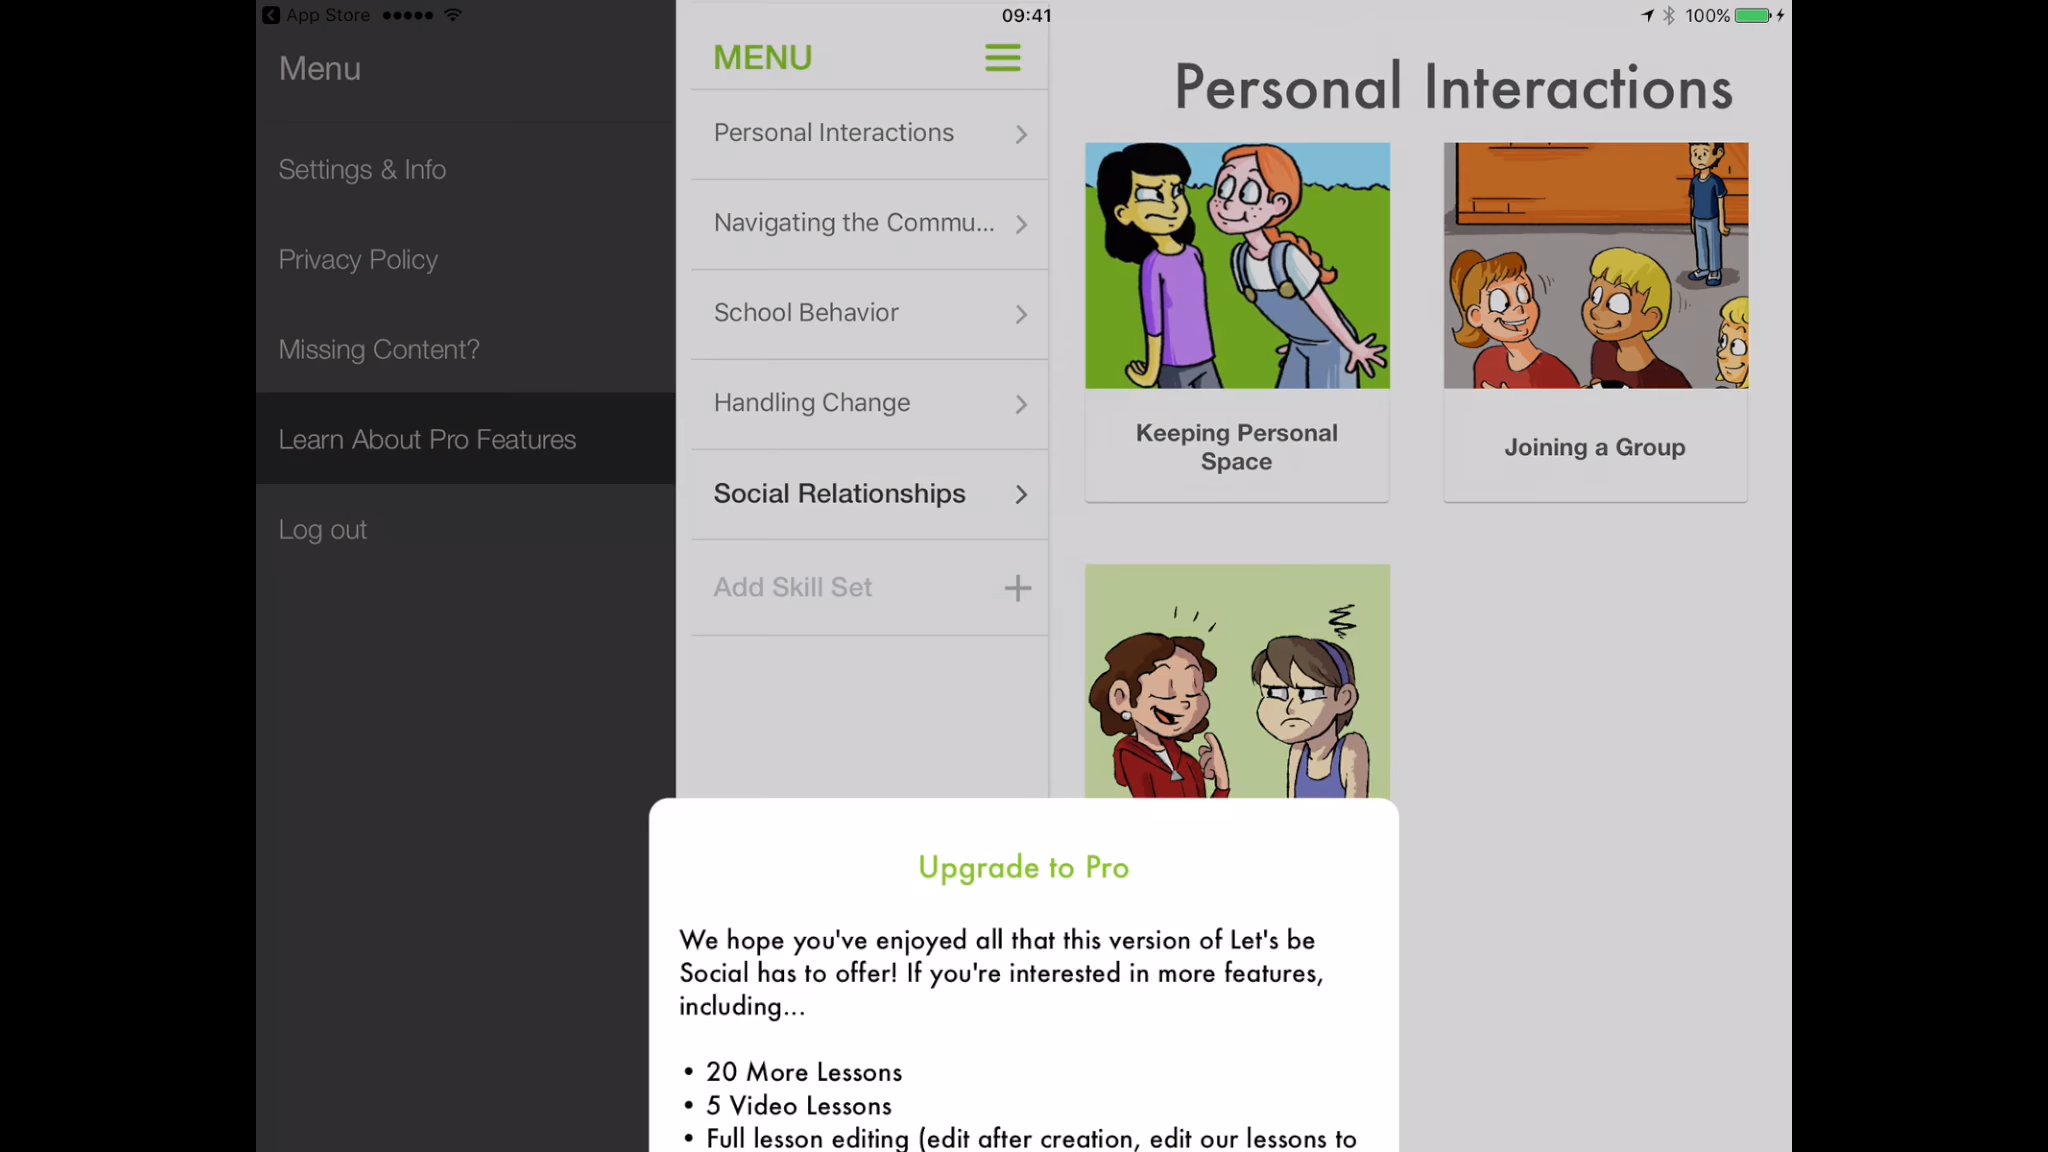 App Store
09:41
100%
Menu
Settings & Info
Privacy Policy
Missing Content?
Learn About Pro Features
Log out
MENU
Personal Interactions
Navigating the Commu...
School Behavior
Handling Change
Social Relationships
Add Skill Set
Personal Interactions
Keeping Personal
Space
Joining a Group
Upgrade to Pro
We hope you've enjoyed all that this version of Let's be
Social has to offer! If you're interested in more features,
including...
• 20 More Lessons
• 5 Video Lessons
• Full lesson editing (edit after creation, edit our lessons to